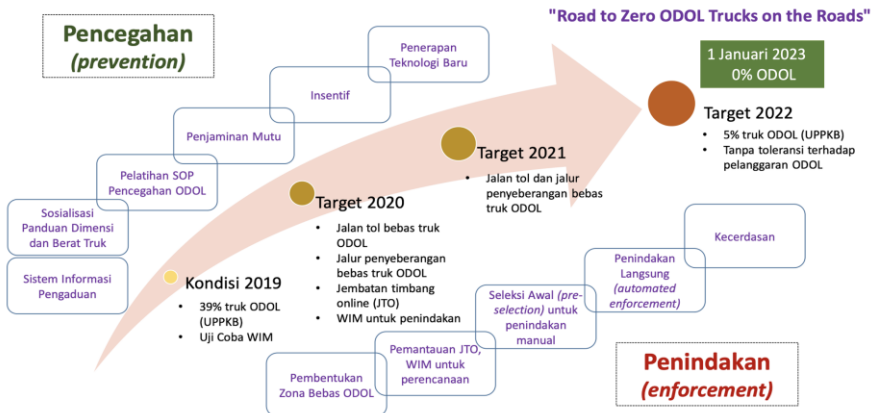 "Road to Zero ODOL Trucks on the Roads"
Pencegahan
(prevention)
Penerapan
Teknologi Baru
Insentif
Penjaminan Mutu
Pelatihan SOP
Pencegahan ODOL
Sosialisasi
Panduan Dimensi
dan Berat Truk
Sistem Informasi
Pengaduan
1 Januari 2023
0% ODOL
Target 2022
• 5% truk ODOL (UPPKB)
• Tanpa toleransi terhadap
pelanggaran ODOL
Target 2021
• Jalan tol dan jalur
penyeberangan bebas
truk ODOL
Target 2020
• Jalan tol bebas truk
ODOL
• Jalur penyeberangan
bebas truk ODOL
• Jembatan timbang
online (JTO)
• WIM untuk penindakan
Kondisi 2019
• 39% truk ODOL
(UPPKB)
• Uji Coba WIM
Pembentukan
Zona Bebas ODOL
Pemantauan JTO,
WIM untuk
perencanaan
Seleksi Awal (pre-
selection) untuk
penindakan
manual
Penindakan
Langsung
(automated
enforcement)
Kecerdasan
Penindakan
(enforcement)